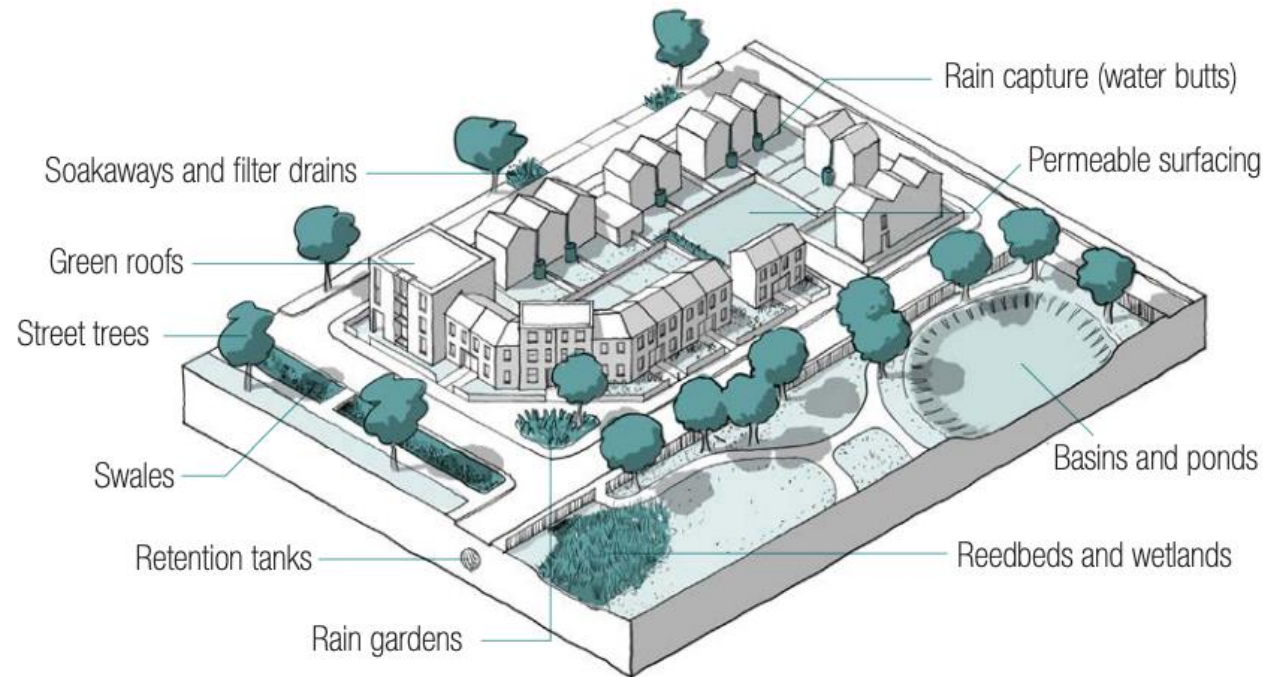 Rain capture (water butts)
Permeable surfacing
Soakaways and filter drains
Green roofs
Street trees
Swales
Basins and ponds
Retention tanks
Reedbeds and wetlands
Rain gardens